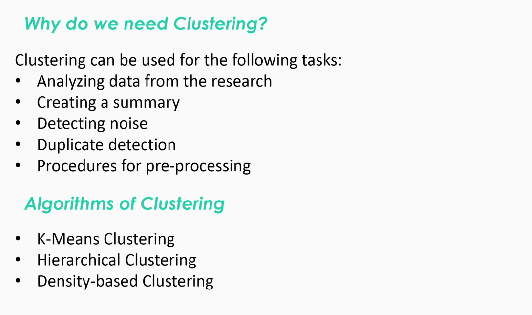 Why do we need Clustering?
Clustering can be used for the following tasks:
• Analyzing data from the research
• Creating a summary
• Detecting noise
• Duplicate detection
• Procedures for pre-processing
Algorithms of Clustering
• K-Means Clustering
• Hierarchical Clustering
• Density-based Clustering